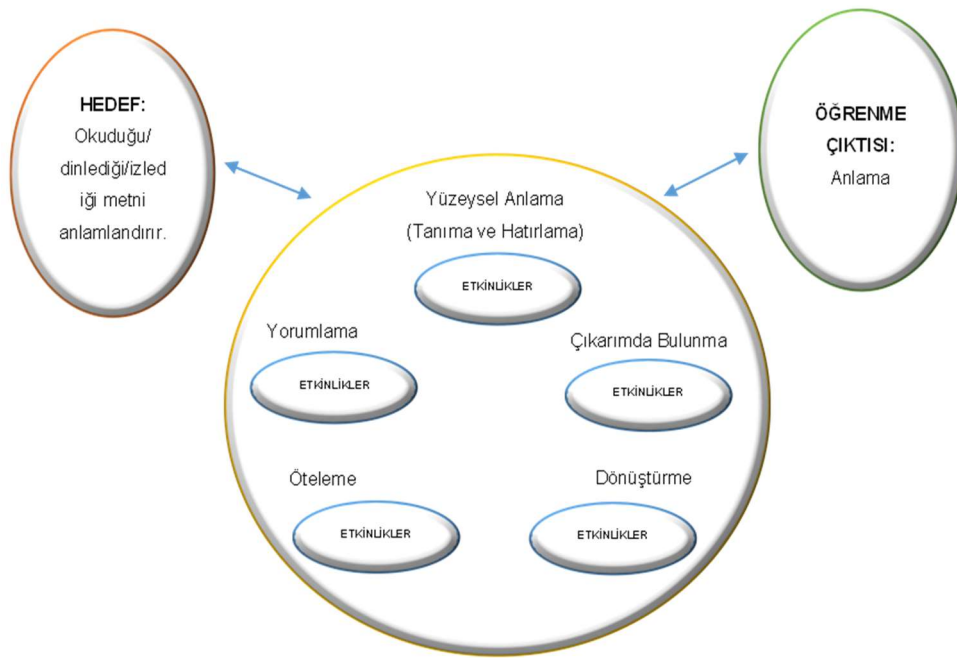 HEDEF:
Okuduğu/
dinlediği/izled
iği metni
anlamlandırır.
ÖĞRENME
ÇIKTISI:
Anlama
Yüzeysel Anlama
(Tanıma ve Hatırlama)
ETKİNLİKLER
Yorumlama
ETKİNLİKLER
Çıkarımda Bulunma
ETKİNLİKLER
Öteleme
ETKİNLİKLER
Dönüştürme
ETKİNLİKLER